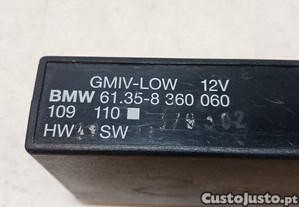 GMIV-LOW 12V
BMW 61.35-8 360 060
109 110
HW SW
CustoJusto.pt